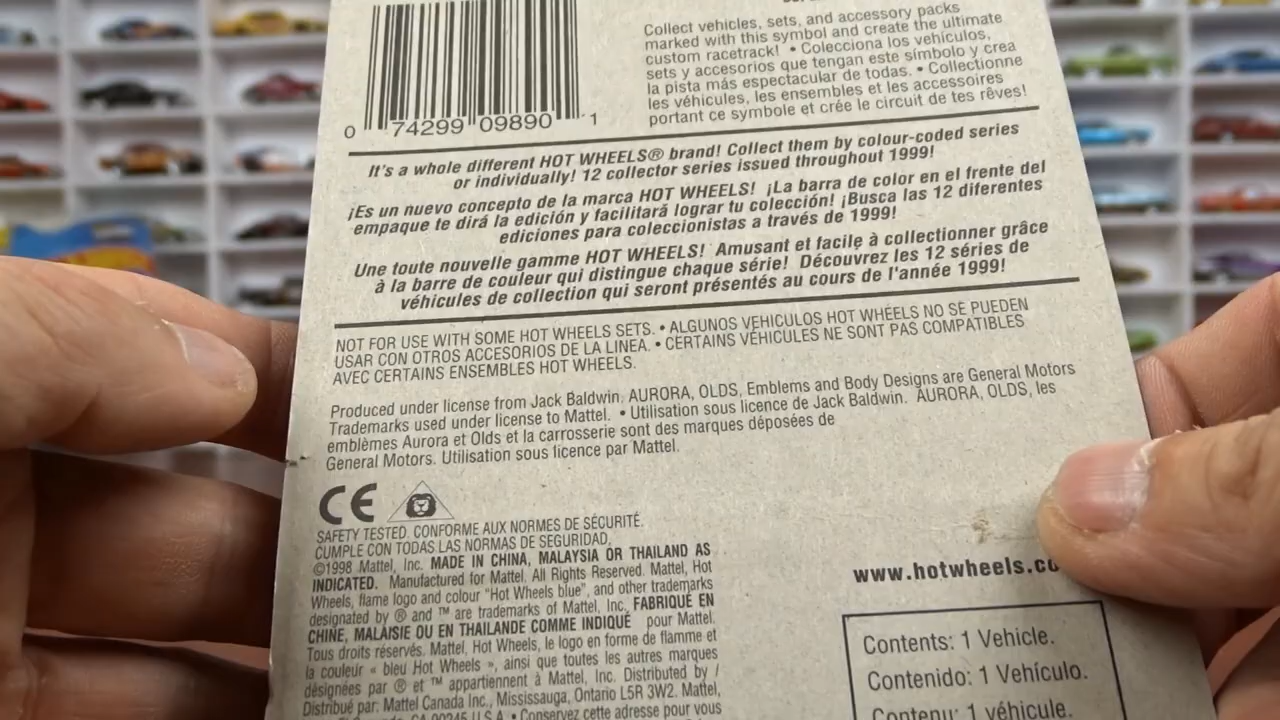 Collect vehicles, sets, and accessory packs
marked with this symbol and create the ultimate
custom racetrack! • Colecciona los vehículos,
sets y accesorios que tengan este símbolo y crea
la pista más espectacular de todas. • Collectionne
les véhicules, les ensembles et les accessoires
portant ce symbole et crée le circuit de tes rêves!
0 74299 09890 1
It's a whole different HOT WHEELS® brand! Collect them by colour-coded series
or individually! 12 collector series issued throughout 1999!
¡Es un nuevo concepto de la marca HOT WHEELS! ¡La barra de color en el frente del
empaque te dirá la edición y facilitará lograr tu colección! ¡Busca las 12 diferentes
ediciones para coleccionistas a través de 1999!
Une toute nouvelle gamme HOT WHEELS! Amusant et facile à collectionner grâce
à la barre de couleur qui distingue chaque série! Découvrez les 12 séries de
véhicules de collection qui seront présentés au cours de l'année 1999!
NOT FOR USE WITH SOME HOT WHEELS SETS. • ALGUNOS VEHICULOS HOT WHEELS NO SE PUEDEN
USAR CON OTROS ACCESORIOS DE LA LINEA. • CERTAINS VÉHICULES NE SONT PAS COMPATIBLES
AVEC CERTAINS ENSEMBLES HOT WHEELS.
Produced under license from Jack Baldwin. AURORA, OLDS, Emblems and Body Designs are General Motors
Trademarks used under license to Mattel. • Utilisation sous licence de Jack Baldwin. AURORA, OLDS, les
emblèmes Aurora et Olds et la carrosserie sont des marques déposées de
General Motors. Utilisation sous licence par Mattel.
CE
SAFETY TESTED. CONFORME AUX NORMES DE SÉCURITÉ.
CUMPLE CON TODAS LAS NORMAS DE SEGURIDAD.
©1998 Mattel, Inc. MADE IN CHINA, MALAYSIA OR THAILAND AS
INDICATED. Manufactured for Mattel. All Rights Reserved. Mattel, Hot
Wheels, flame logo and colour "Hot Wheels blue", and other trademarks
designated by ® and ™ are trademarks of Mattel, Inc. FABRIQUÉ EN
CHINE, MALAISIE OU EN THAILANDE COMME INDIQUÉ pour Mattel.
Tous droits réservés. Mattel, Hot Wheels, le logo en forme de flamme et
la couleur « bleu Hot Wheels », ainsi que toutes les autres marques
désignées par ® et ™ appartiennent à Mattel, Inc. Distributed by /
Distribué par: Mattel Canada Inc., Mississauga, Ontario L5R 3W2. Mattel,
CA 90245 U.S.A. • Conservez cette adresse pour vous
www.hotwheels.co
Contents: 1 Vehicle.
Contenido: 1 Vehículo.
Contenu: 1 véhicule.